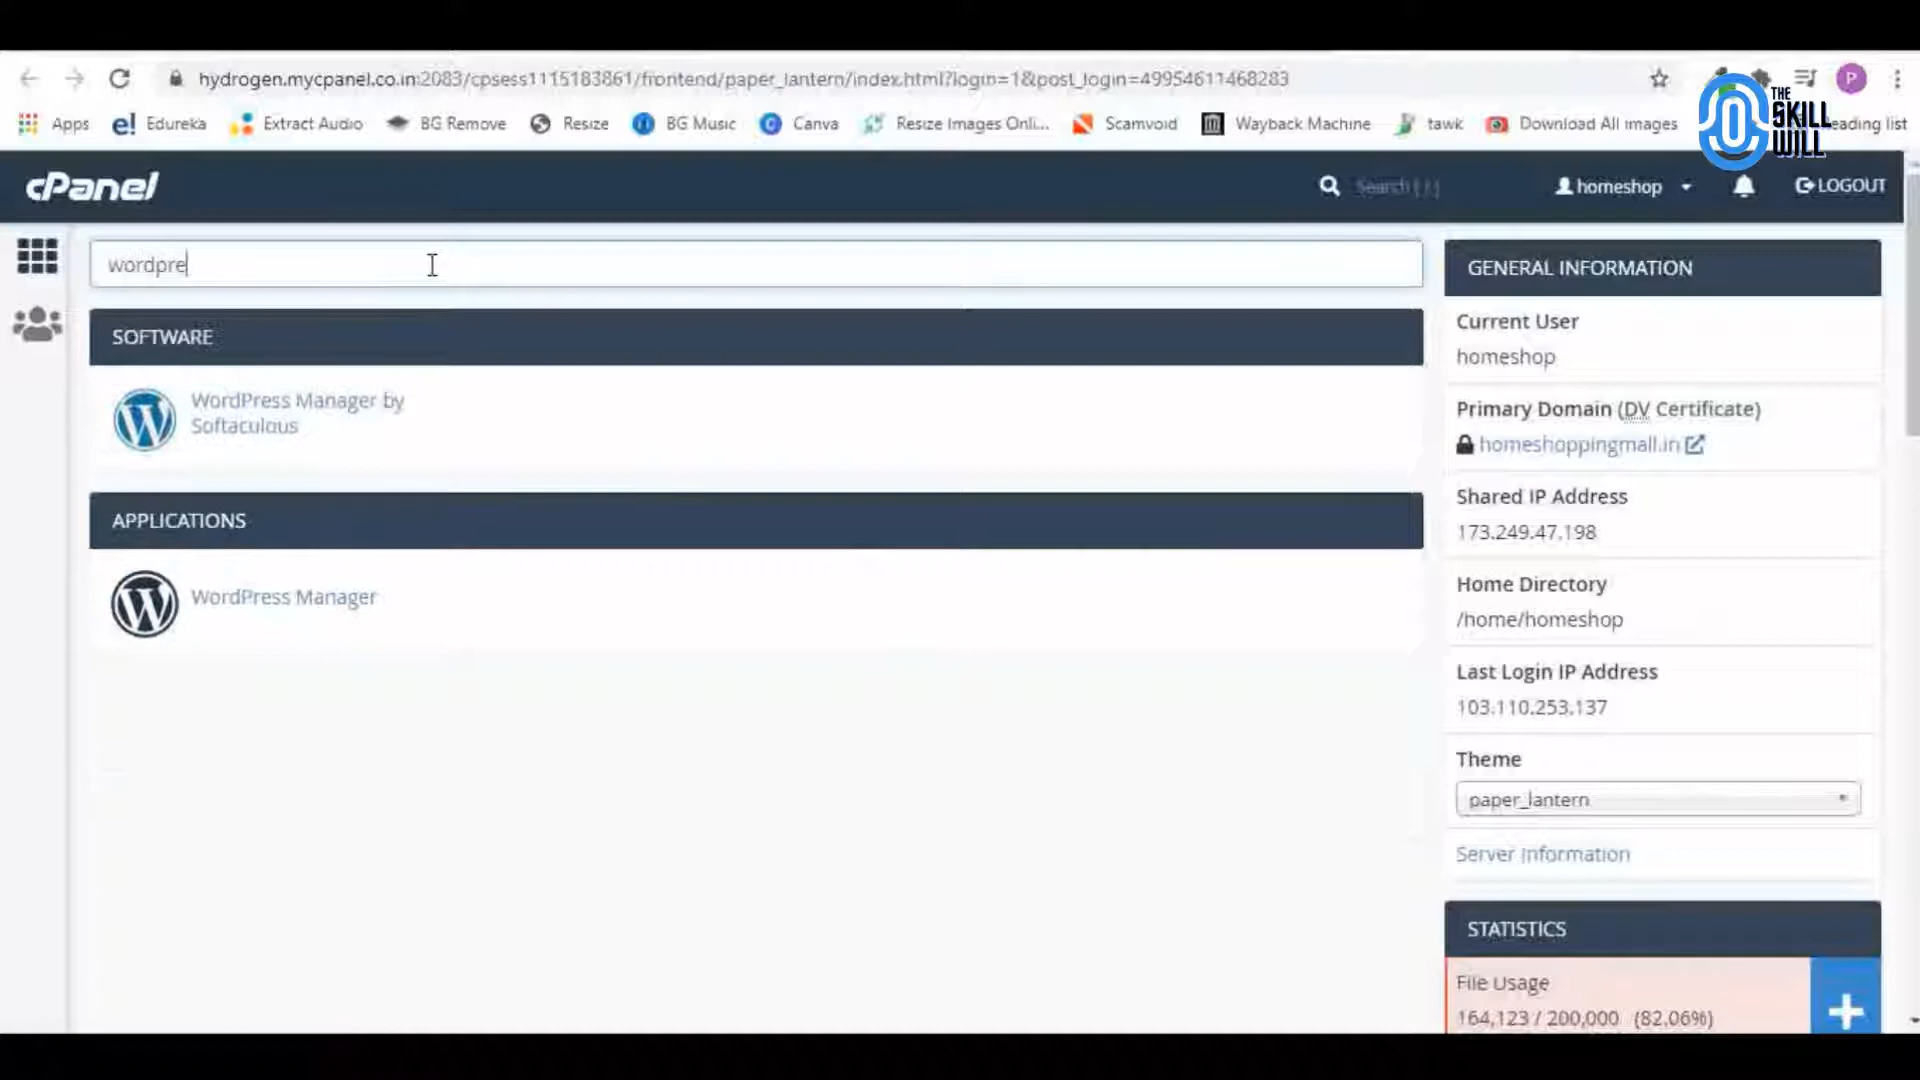 hydrogen.mycpanel.co.in:2083/cpsess1115183861/frontend/paper_lantern/index.html?login=1&post_login=49954611468283
P
Apps
e! Edureka
Extract Audio
BG Remove
Resize
BG Music
Canva
Resize Images Onli...
Scamvoid
Wayback Machine
tawk
Download All Images
eading list
THE
SKILL
WILL
cPanel
Search ( / )
homeshop
LOGOUT
wordpre
SOFTWARE
WordPress Manager by
Softaculous
APPLICATIONS
WordPress Manager
GENERAL INFORMATION
Current User
homeshop
Primary Domain (DV Certificate)
homeshoppingmall.in
Shared IP Address
173.249.47.198
Home Directory
/home/homeshop
Last Login IP Address
103.110.253.137
Theme
paper_lantern
Server Information
STATISTICS
File Usage
164,123 / 200,000 (82.06%)